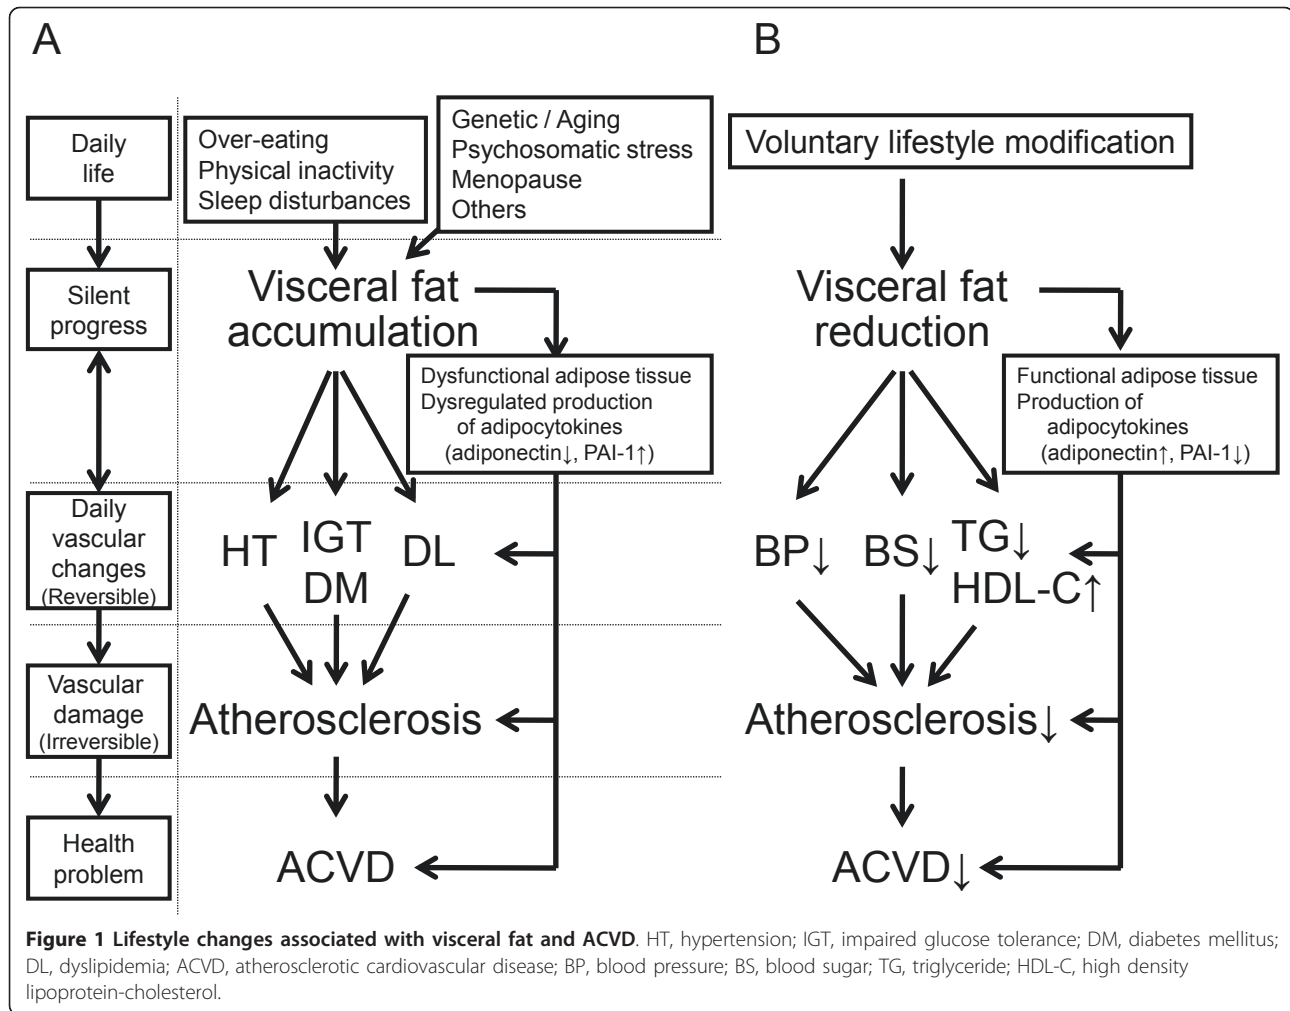 A
B
Daily
life
Over-eating
Physical inactivity
Sleep disturbances
Genetic / Aging
Psychosomatic stress
Menopause
Others
Voluntary lifestyle modification
Silent
progress
Visceral fat
accumulation
Visceral fat
reduction
Dysfunctional adipose tissue
Dysregulated production
of adipocytokines
(adiponectin↓, PAI-1↑)
Functional adipose tissue
Production of
adipocytokines
(adiponectin↑, PAI-1↓)
Daily
vascular
changes
(Reversible)
HT
IGT
DM
DL
BP↓
BS↓
TG↓
HDL-C↑
Vascular
damage
(Irreversible)
Atherosclerosis
Atherosclerosis↓
Health
problem
ACVD
ACVD↓
Figure 1 Lifestyle changes associated with visceral fat and ACVD. HT, hypertension; IGT, impaired glucose tolerance; DM, diabetes mellitus;
DL, dyslipidemia; ACVD, atherosclerotic cardiovascular disease; BP, blood pressure; BS, blood sugar; TG, triglyceride; HDL-C, high density
lipoprotein-cholesterol.